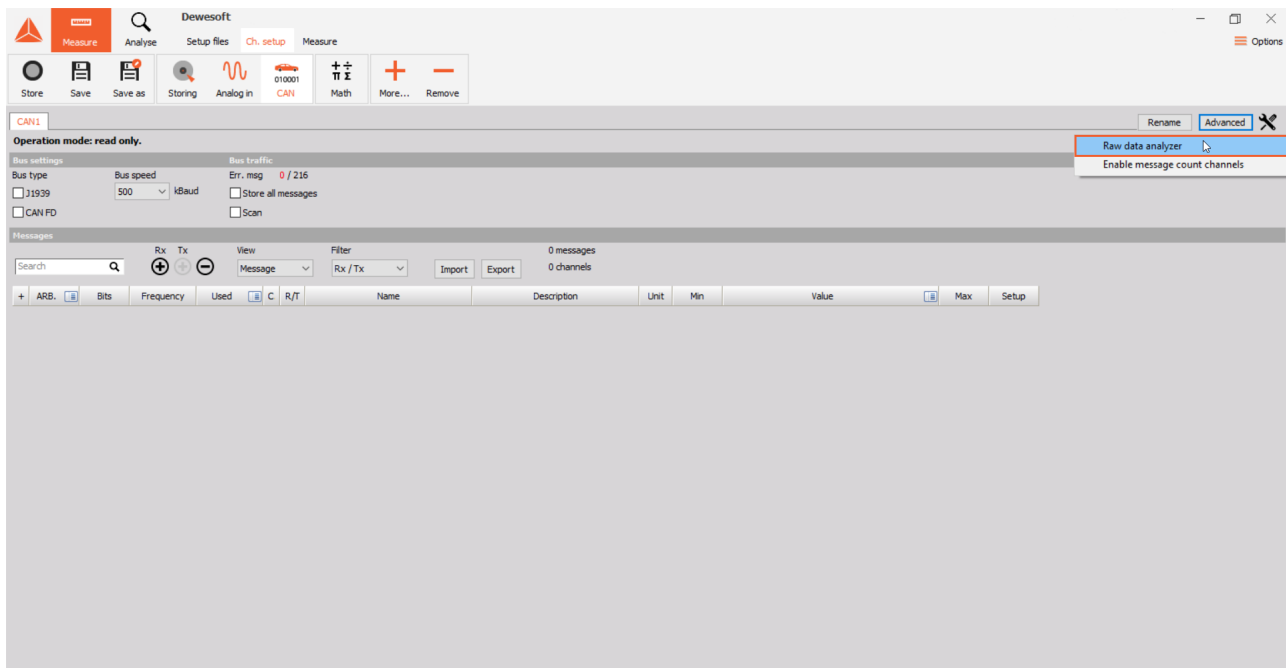 Dewesoft
Measure Analyse Setup files Ch. setup Measure
Options
010001
Store Save Save as Storing Analog in CAN Math More... Remove
CAN1 Rename Advanced
Operation mode: read only.
Raw data analyzer
Enable message count channels
Bus settings Bus traffic
Bus type Bus speed Err. msg 0 / 216
J1939 500 kBaud Store all messages
CAN FD Scan
Messages
Rx Tx View Filter 0 messages
Search Message Rx / Tx Import Export 0 channels
+ ARB. Bits Frequency Used C R/T Name Description Unit Min Value Max Setup